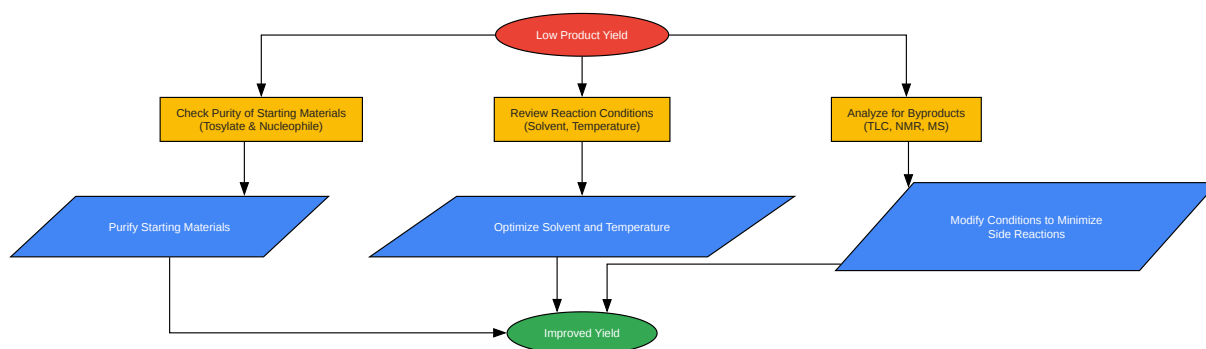 Low Product Yield
Check Purity of Starting Materials
(Tosylate & Nucleophile)
Review Reaction Conditions
(Solvent, Temperature)
Analyze for Byproducts
(TLC, NMR, MS)
Purify Starting Materials
Optimize Solvent and Temperature
Modify Conditions to Minimize
Side Reactions
Improved Yield